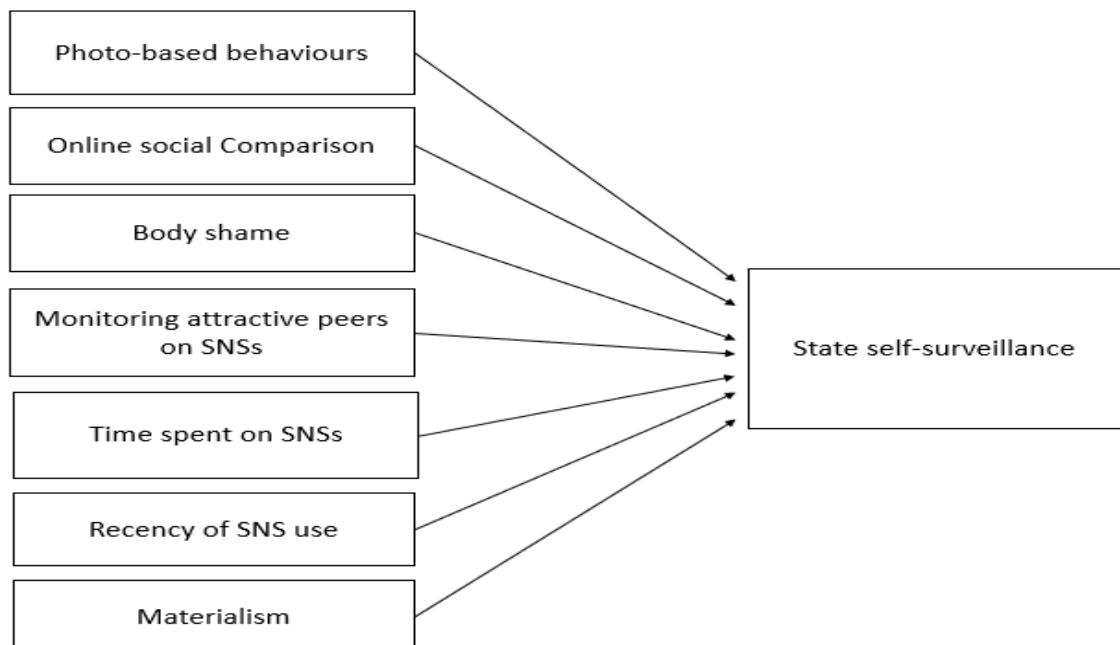 Photo-based behaviours
Online social Comparison
Body shame
Monitoring attractive peers
on SNSs
Time spent on SNSs
Recency of SNS use
Materialism
State self-surveillance